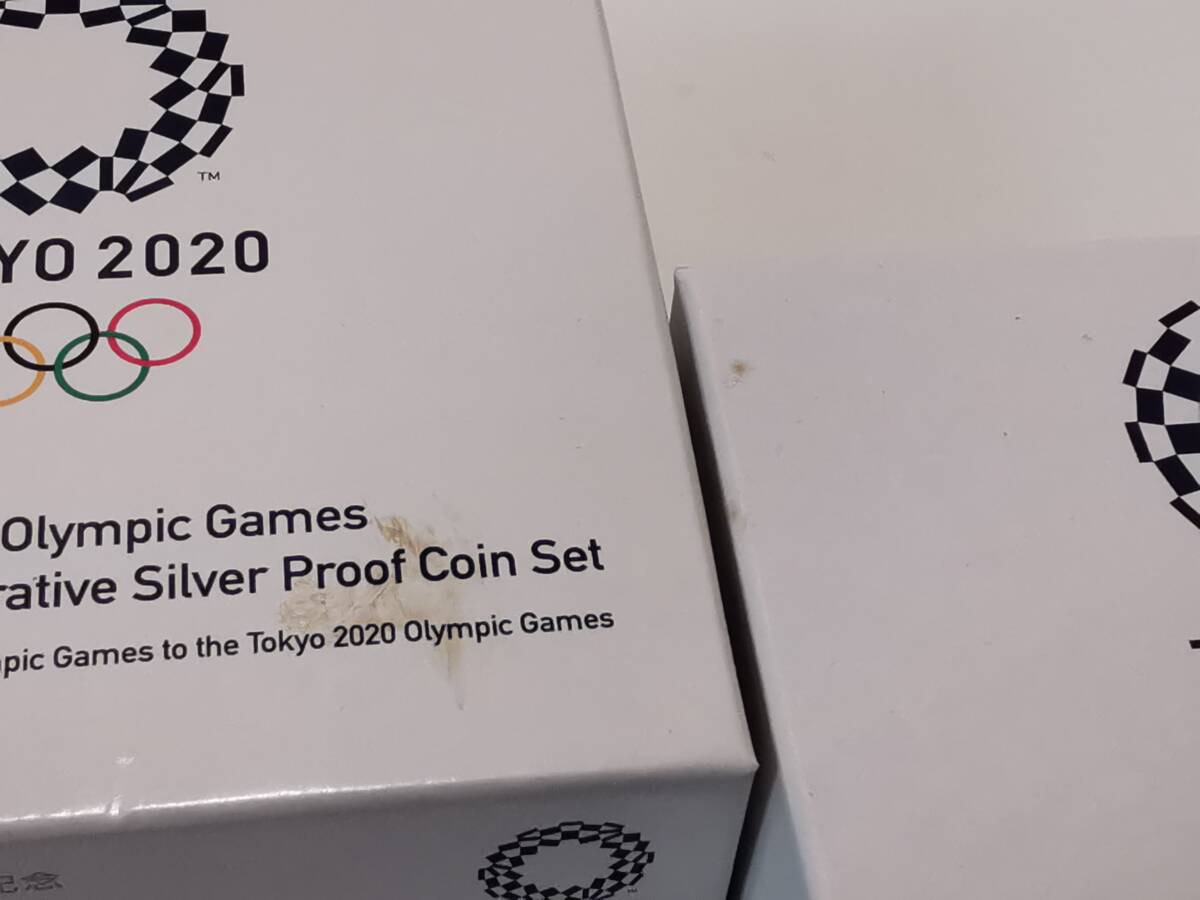 TM
YO 2020
Olympic Games
rative Silver Proof Coin Set
pic Games to the Tokyo 2020 Olympic Games
記念